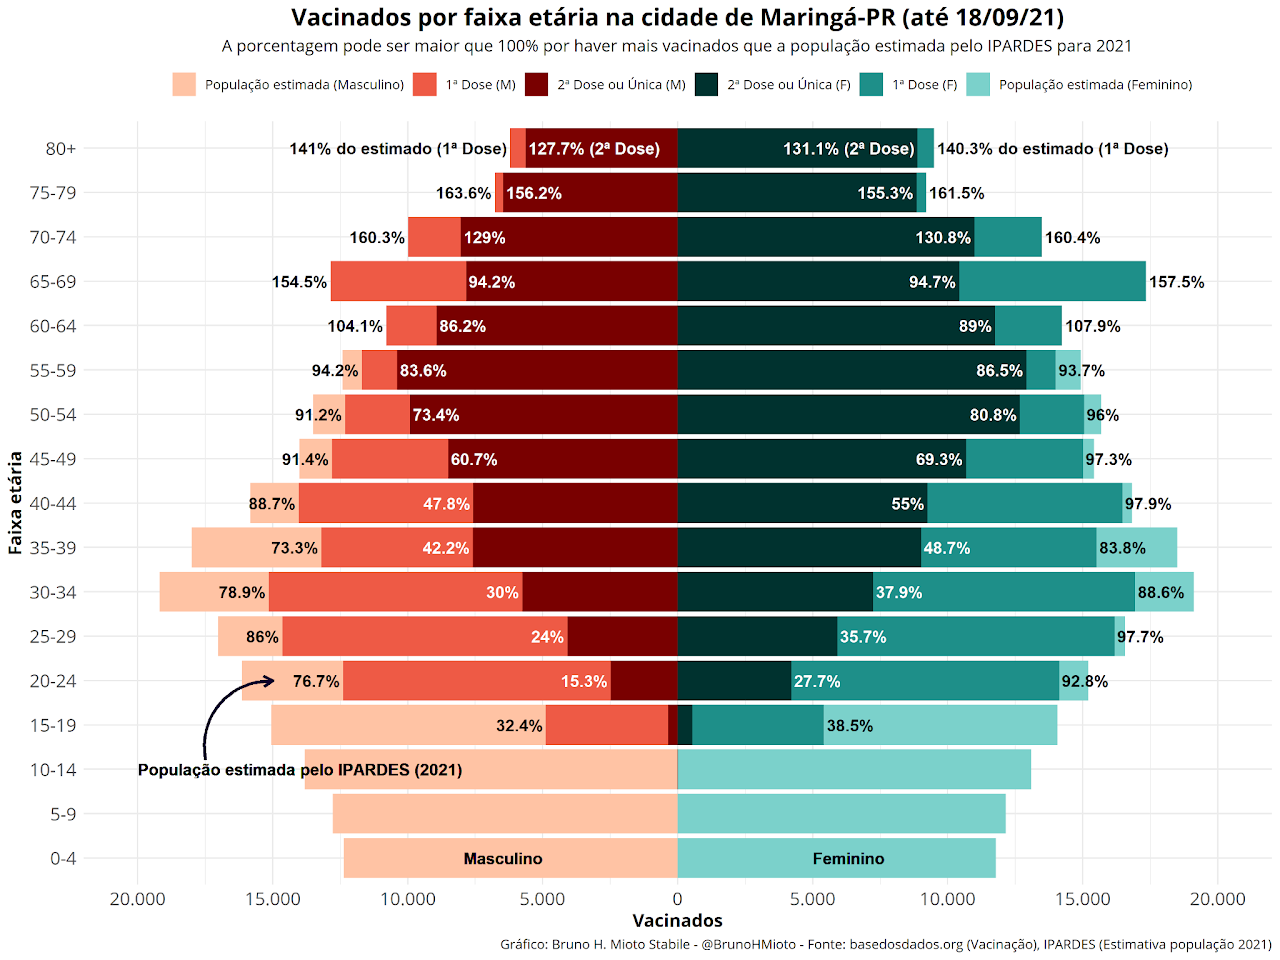 Vacinados por faixa etária na cidade de Maringá-PR (até 18/09/21)
A porcentagem pode ser maior que 100% por haver mais vacinados que a população estimada pelo IPARDES para 2021
População estimada (Masculino) 1ª Dose (M) 2ª Dose ou Única (M) 2ª Dose ou Única (F) 1ª Dose (F) População estimada (Feminino)
80+ 141% do estimado (1ª Dose) 127.7% (2ª Dose) 131.1% (2ª Dose) 140.3% do estimado (1ª Dose)
75-79 163.6% 156.2% 155.3% 161.5%
70-74 160.3% 129% 130.8% 160.4%
65-69 154.5% 94.2% 94.7% 157.5%
60-64 104.1% 86.2% 89% 107.9%
55-59 94.2% 83.6% 86.5% 93.7%
50-54 91.2% 73.4% 80.8% 96%
45-49 91.4% 60.7% 69.3% 97.3%
40-44 88.7% 47.8% 55% 97.9%
35-39 73.3% 42.2% 48.7% 83.8%
30-34 78.9% 30% 37.9% 88.6%
25-29 86% 24% 35.7% 97.7%
20-24 76.7% 15.3% 27.7% 92.8%
15-19 32.4% 38.5%
10-14 População estimada pelo IPARDES (2021)
5-9
0-4 Masculino Feminino
Faixa etária
20.000 15.000 10.000 5.000 0 5.000 10.000 15.000 20.000
Vacinados
Gráfico: Bruno H. Mioto Stabile - @BrunoHMioto - Fonte: basedosdados.org (Vacinação), IPARDES (Estimativa população 2021)